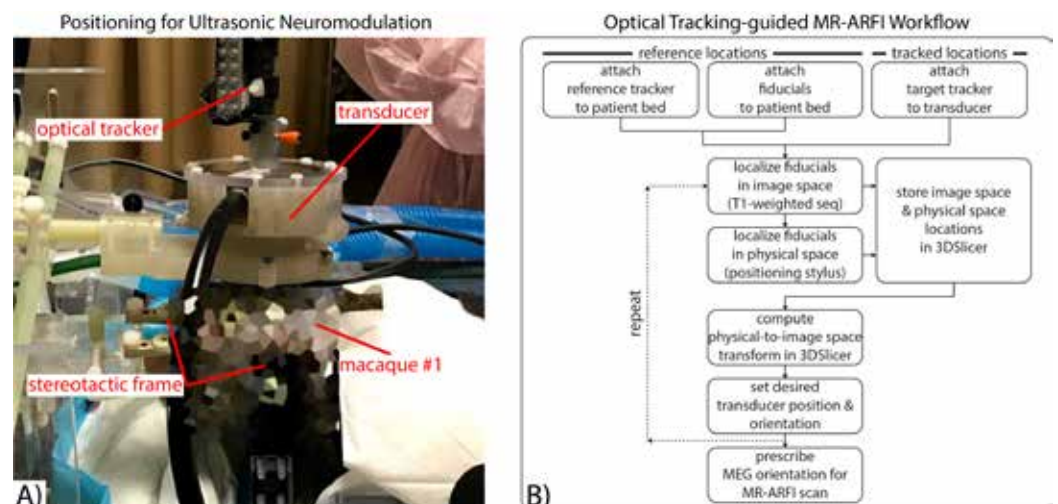 Positioning for Ultrasonic Neuromodulation
optical tracker
transducer
macaque #1
stereotactic frame
A)
Optical Tracking-guided MR-ARFI Workflow
reference locations
tracked locations
attach
reference tracker
to patient bed
attach
fiducials
to patient bed
attach
target tracker
to transducer
localize fiducials
in image space
(T1-weighted seq)
store image space
& physical space
locations
in 3DSlicer
localize fiducials
in physical space
(positioning stylus)
repeat
compute
physical-to-image space
transform in 3DSlicer
set desired
transducer position &
orientation
prescribe
MEG orientation for
MR-ARFI scan
B)